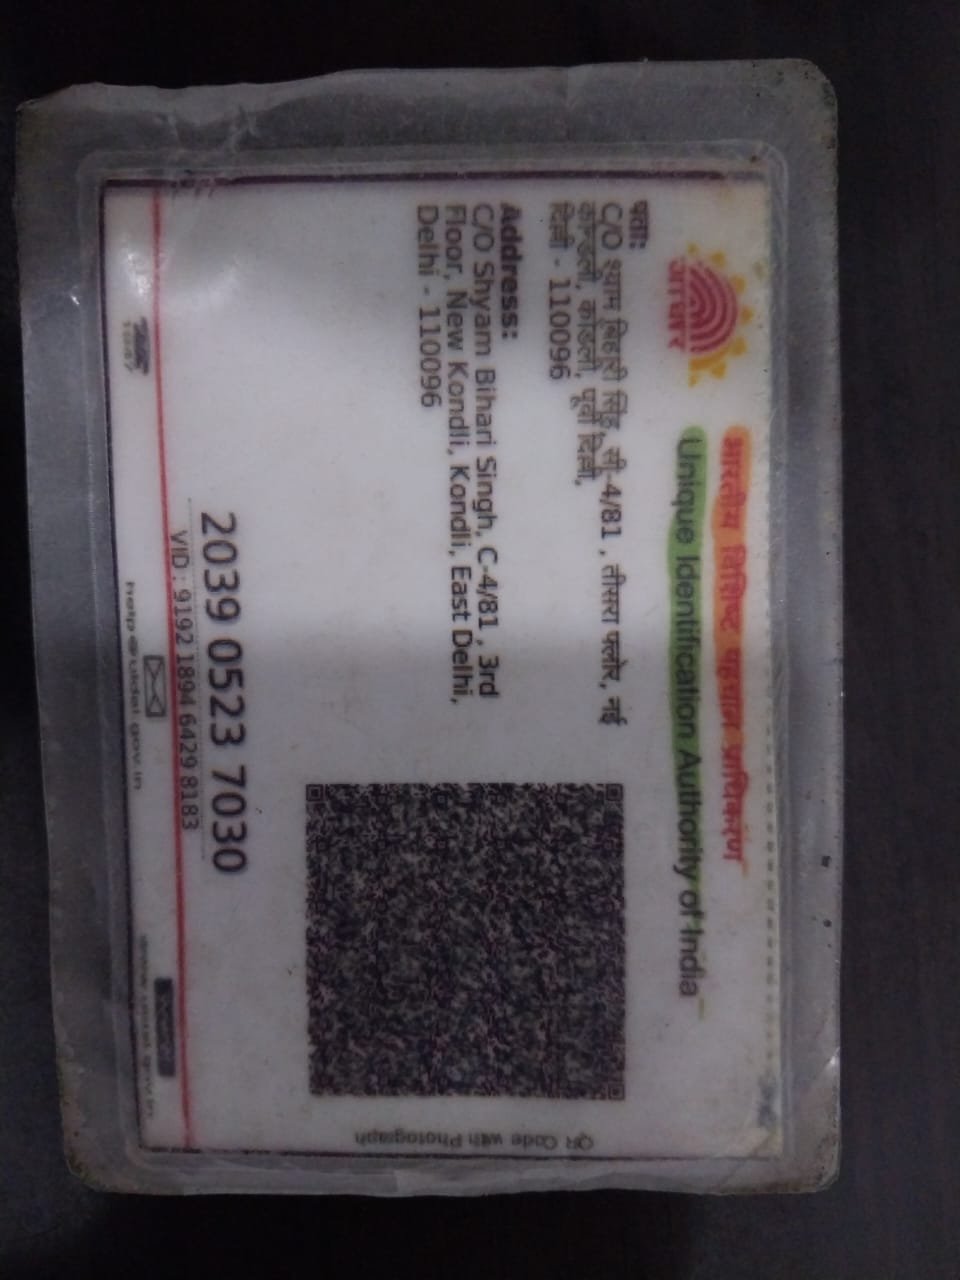 भारतीय विशिष्ट पहचान प्राधिकरण
Unique Identification Authority of India
आधार
पता:
C/O श्याम बिहारी सिंह, सी-4/81 , तीसरा फ्लोर, नई
कोंडली, पूर्वी दिल्ली,
दिल्ली - 110096
Address:
C/O Shyam Bihari Singh, C-4/81 , 3rd
Floor, New Kondli, Kondli, East Delhi,
Delhi - 110096
QR Code with Photograph
2039 0523 7030
VID : 9192 1894 6429 8183
1947
help@uidai.gov.in